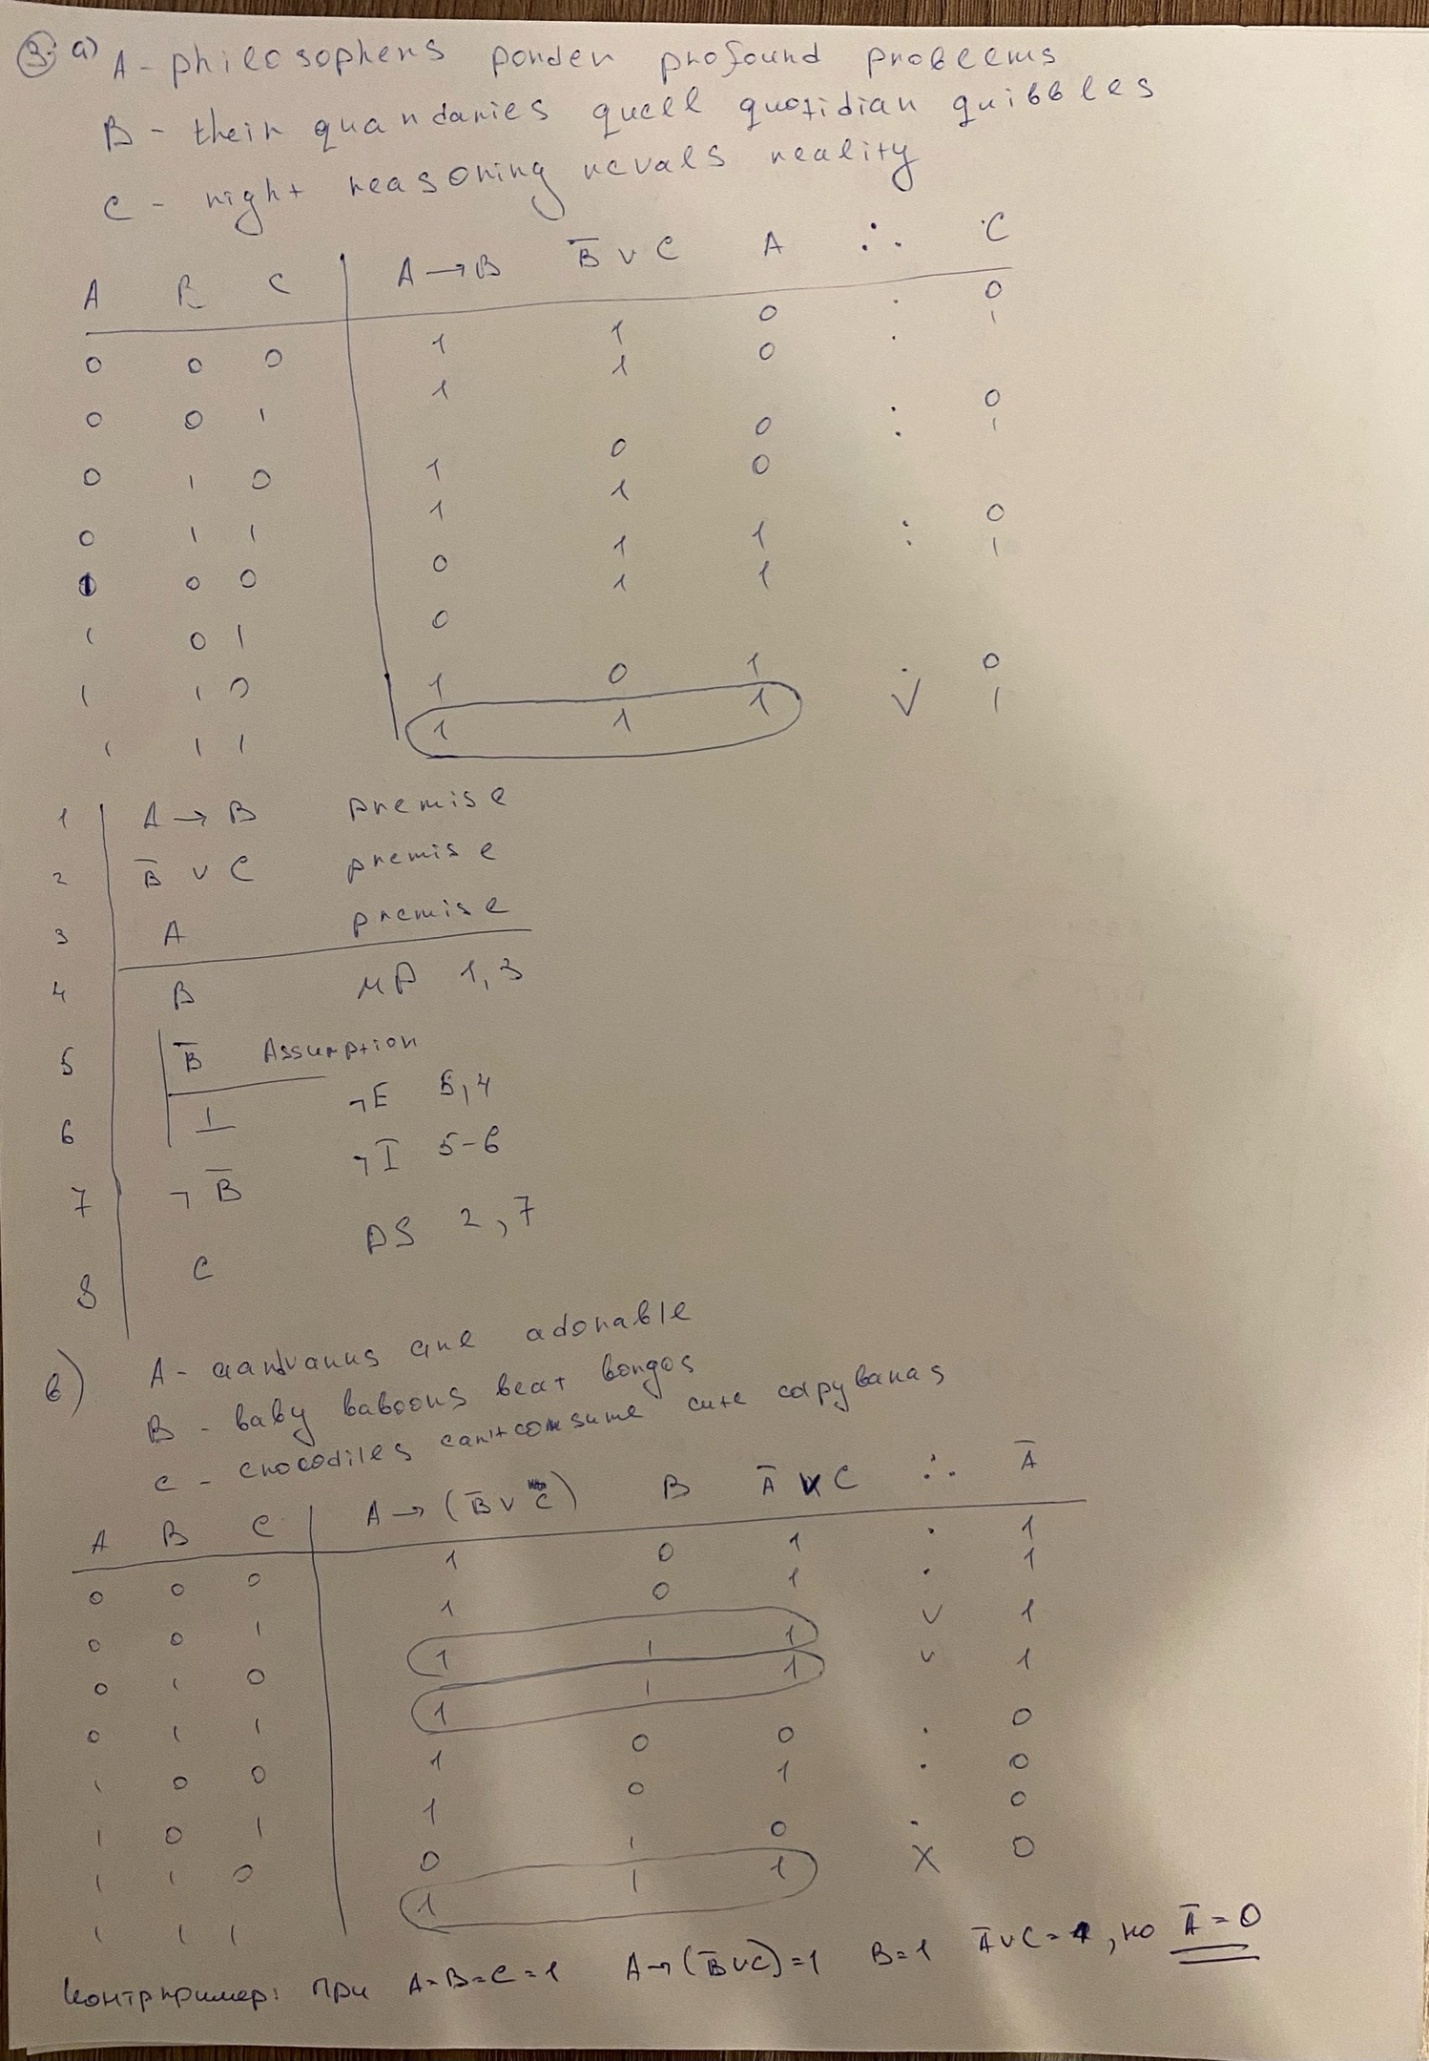 3. a) A - philosophers ponder profound problems
B - their quandaries quell quotidian quibbles
C - right reasoning revals reality
A B C | A → B B̅ ∨ C A ∴ C
0 0 0 | 1 1 0 · 0
0 0 1 | 1 1 0 · 1
0 1 0 | 1 0 0 · 0
0 1 1 | 1 1 0 · 1
1 0 0 | 0 1 1 · 0
1 0 1 | 0 1 1 · 1
1 1 0 | 1 0 1 · 0
1 1 1 | 1 1 1 ∨ 1
1 | A → B premise
2 | B̅ ∨ C premise
3 | A premise
4 | B MP 1,3
5 | B̅ Assumption
6 | ⊥ ¬E 5,4
7 | ¬B̅ ¬I 5-6
8 | C DS 2,7
b) A - are adorable
B - baby baboons beat bongos
C - crocodiles can't comsume cute capybaras
A B C | A → (B̅ ∨ C) B A̅ ∨ C ∴ A̅
0 0 0 | 1 0 1 · 1
0 0 1 | 1 0 1 · 1
0 1 0 | 1 1 1 ∨ 1
0 1 1 | 1 1 1 ∨ 1
1 0 0 | 1 0 0 · 0
1 0 1 | 1 0 1 · 0
1 1 0 | 0 1 0 · 0
1 1 1 | 1 1 1 X 0
Контрпример: При A=B=C=1 A→(B̅∨C)=1 B=1 A̅∨C=1, но A̅=0